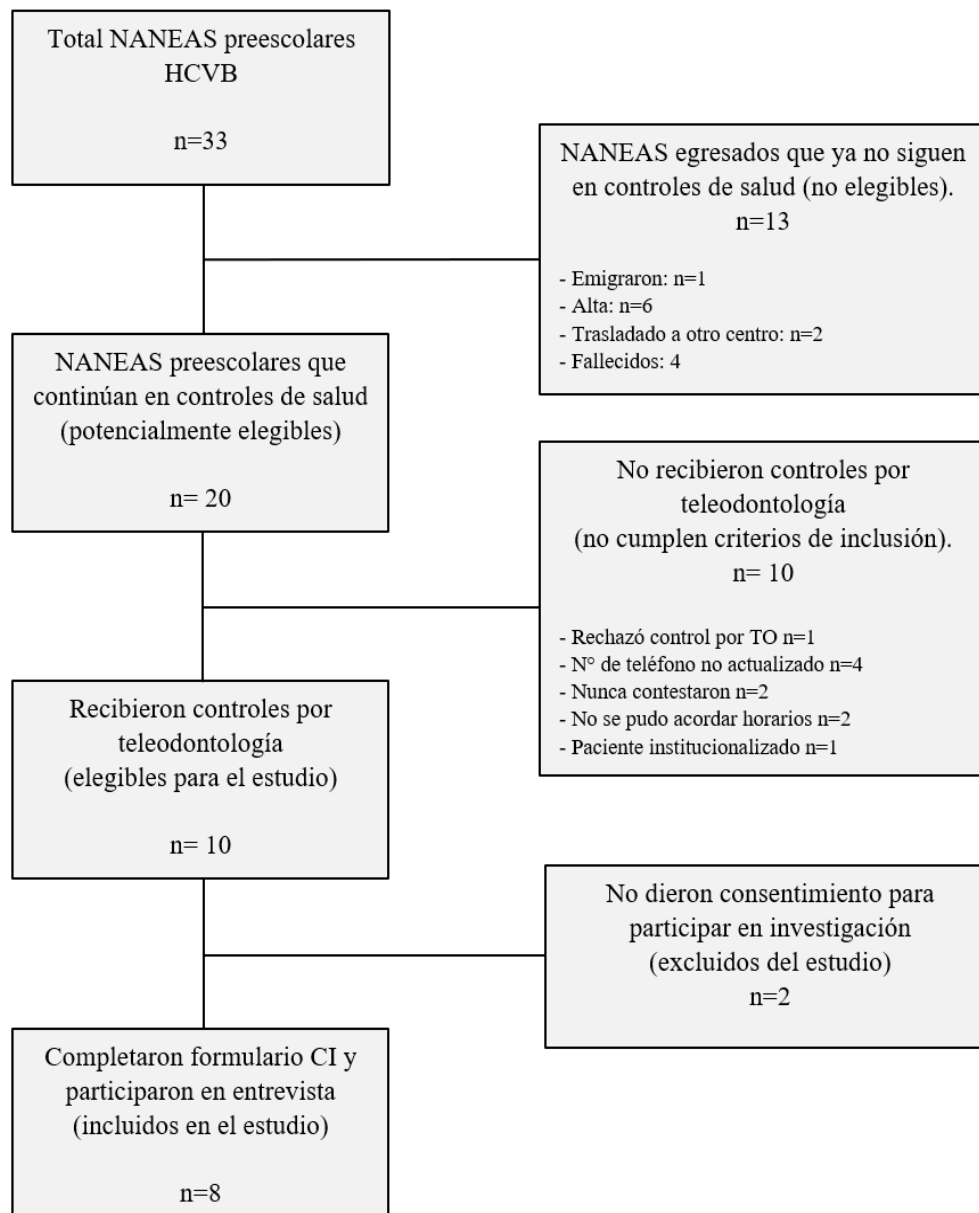 Total NANEAS preescolares
HCVB
n=33
NANEAS egresados que ya no siguen
en controles de salud (no elegibles).
n=13
- Emigraron: n=1
- Alta: n=6
- Trasladado a otro centro: n=2
- Fallecidos: 4
NANEAS preescolares que
continúan en controles de salud
(potencialmente elegibles)
n= 20
No recibieron controles por
teleodontología
(no cumplen criterios de inclusión).
n= 10
- Rechazó control por TO n=1
- N° de teléfono no actualizado n=4
- Nunca contestaron n=2
- No se pudo acordar horarios n=2
- Paciente institucionalizado n=1
Recibieron controles por
teleodontología
(elegibles para el estudio)
n= 10
No dieron consentimiento para
participar en investigación
(excluidos del estudio)
n=2
Completaron formulario CI y
participaron en entrevista
(incluidos en el estudio)
n=8